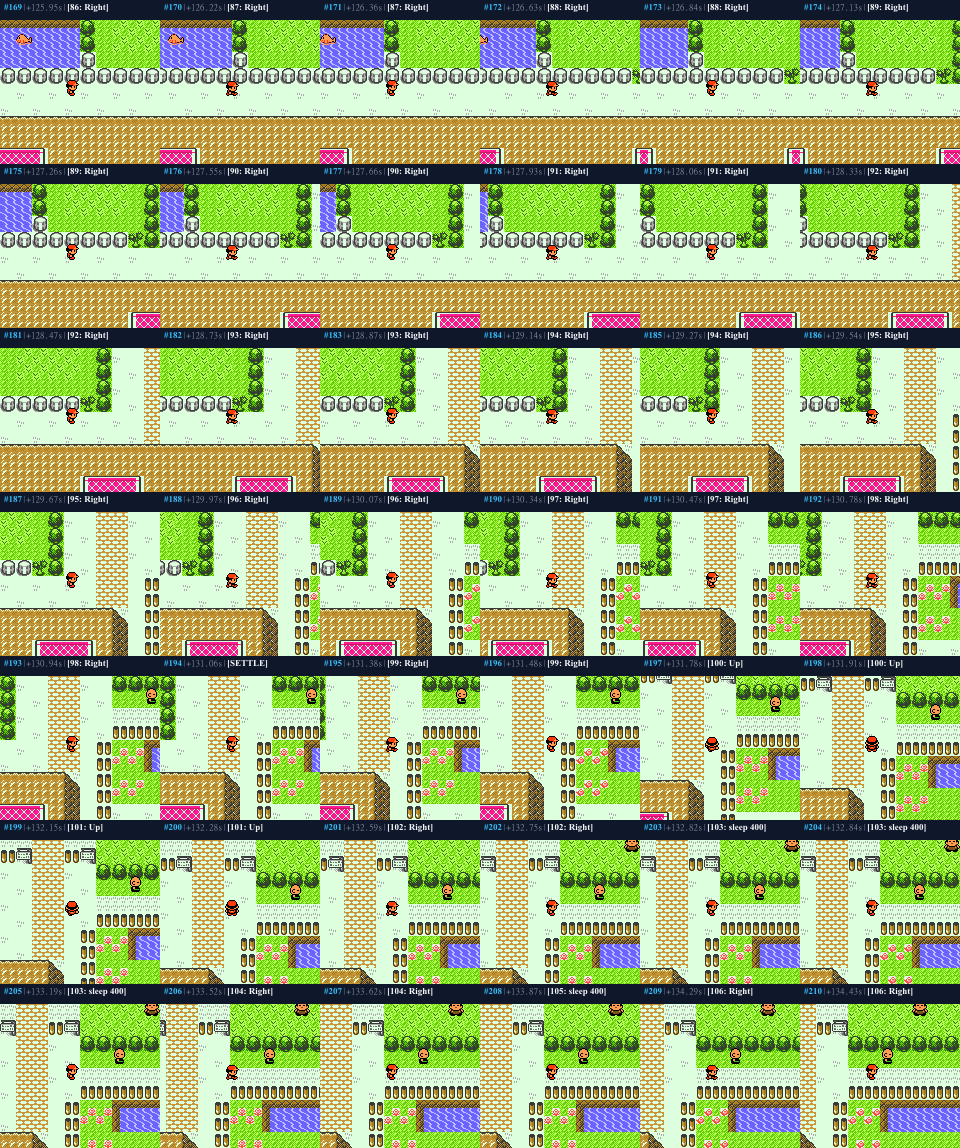 #169|+125.95s|[86: Right] #170|+126.22s|[87: Right] #171|+126.36s|[87: Right] #172|+126.63s|[88: Right] #173|+126.84s|[88: Right] #174|+127.13s|[89: Right]
#175|+127.26s|[89: Right] #176|+127.55s|[90: Right] #177|+127.66s|[90: Right] #178|+127.93s|[91: Right] #179|+128.06s|[91: Right] #180|+128.33s|[92: Right]
#181|+128.47s|[92: Right] #182|+128.73s|[93: Right] #183|+128.87s|[93: Right] #184|+129.14s|[94: Right] #185|+129.27s|[94: Right] #186|+129.54s|[95: Right]
#187|+129.67s|[95: Right] #188|+129.97s|[96: Right] #189|+130.07s|[96: Right] #190|+130.34s|[97: Right] #191|+130.47s|[97: Right] #192|+130.78s|[98: Right]
#193|+130.94s|[98: Right] #194|+131.06s|[SETTLE] #195|+131.38s|[99: Right] #196|+131.48s|[99: Right] #197|+131.78s|[100: Up] #198|+131.91s|[100: Up]
#199|+132.15s|[101: Up] #200|+132.28s|[101: Up] #201|+132.59s|[102: Right] #202|+132.75s|[102: Right] #203|+132.82s|[103: sleep 400] #204|+132.84s|[103: sleep 400]
#205|+133.19s|[103: sleep 400] #206|+133.52s|[104: Right] #207|+133.62s|[104: Right] #208|+133.87s|[105: sleep 400] #209|+134.29s|[106: Right] #210|+134.43s|[106: Right]